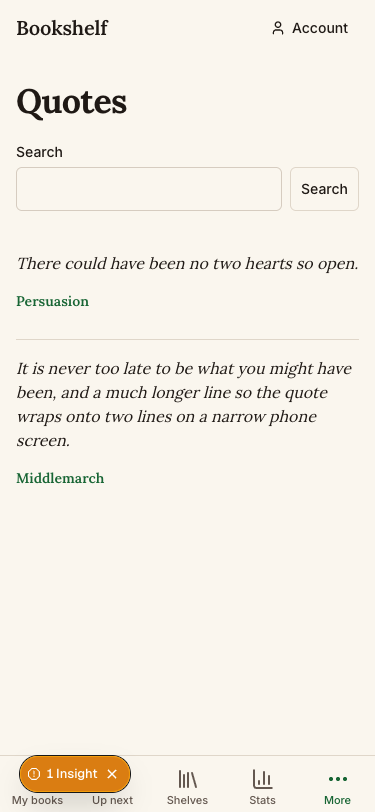 Bookshelf
Account
Quotes
Search
Search
There could have been no two hearts so open.
Persuasion
It is never too late to be what you might have
been, and a much longer line so the quote
wraps onto two lines on a narrow phone
screen.
Middlemarch
1 Insight
My books
Up next
Shelves
Stats
More